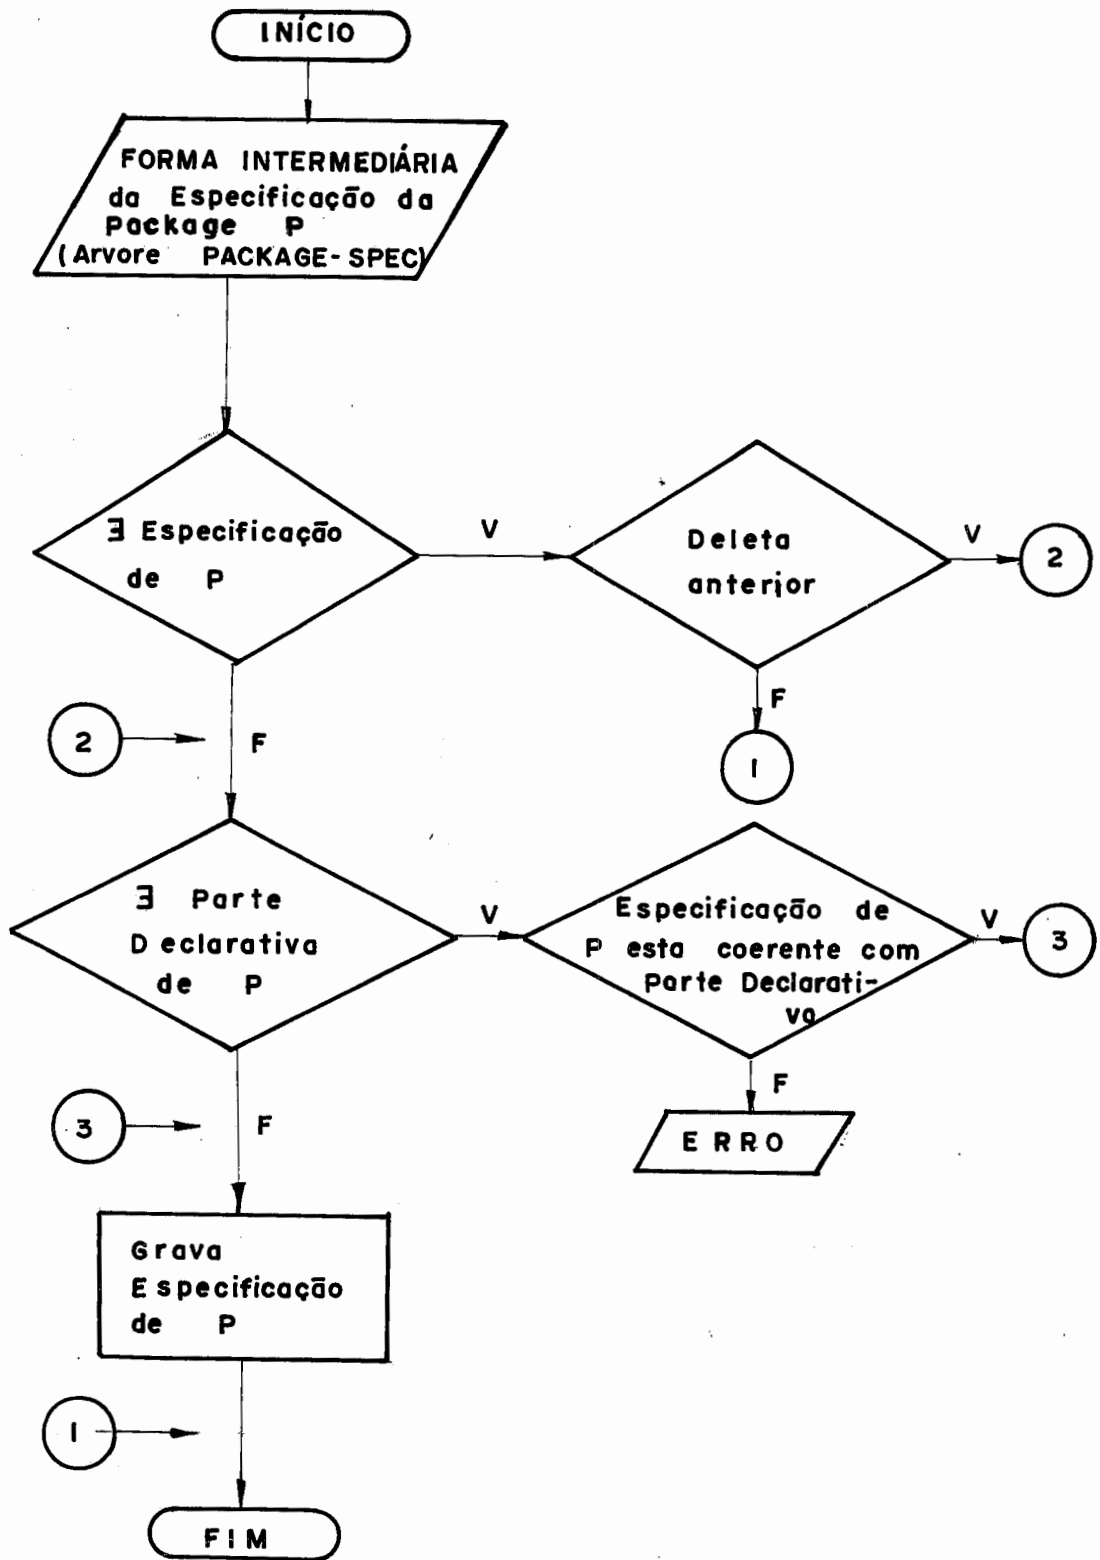 INÍCIO
FORMA INTERMEDIÁRIA
da Especificação da
Package P
(Arvore PACKAGE-SPEC)
∃ Especificação
de P
V
Deleta
anterior
V
2
F
1
2
F
∃ Parte
Declarativa
de P
V
Especificação de
P esta coerente com
Parte Declarati-
va
V
3
F
ERRO
3
F
Grava
Especificação
de P
1
FIM